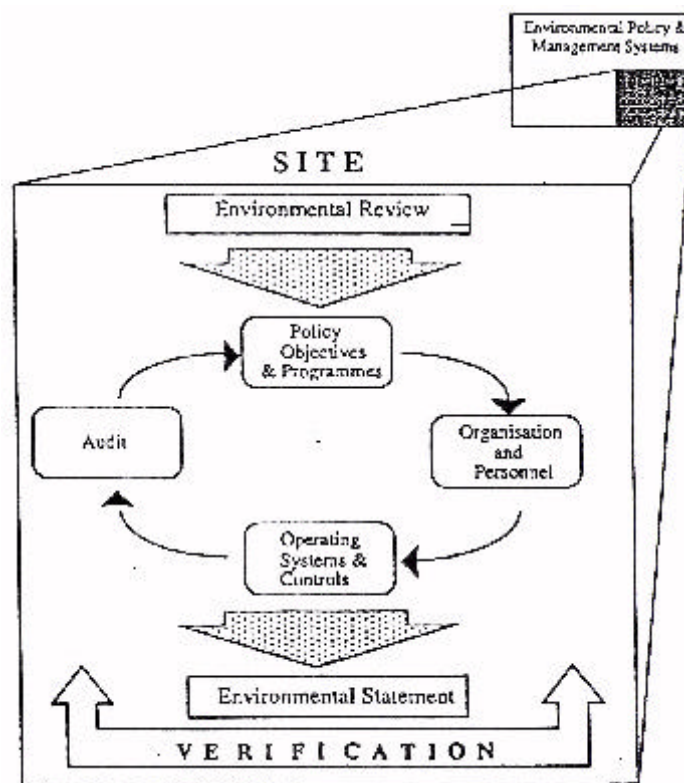 Environmental Policy &
Management Systems
SITE
Environmental Review
Policy
Objectives
& Programmes
Audit
Organisation
and
Personnel
Operating
Systems &
Controls
Environmental Statement
VERIFICATION